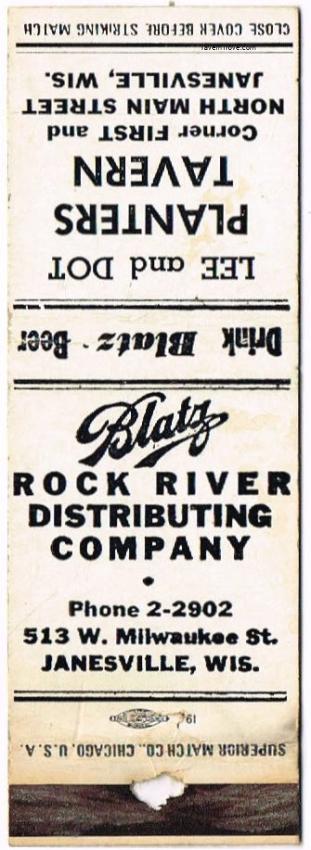 CLOSE COVER BEFORE STRIKING MATCH
LEE and DOT
PLANTERS
TAVERN
Corner FIRST and
NORTH MAIN STREET
JANESVILLE, WIS.
Drink Blatz Beer
Blatz
ROCK RIVER
DISTRIBUTING
COMPANY
•
Phone 2-2902
513 W. Milwaukee St.
JANESVILLE, WIS.
19
SUPERIOR MATCH CO., CHICAGO, U.S.A.